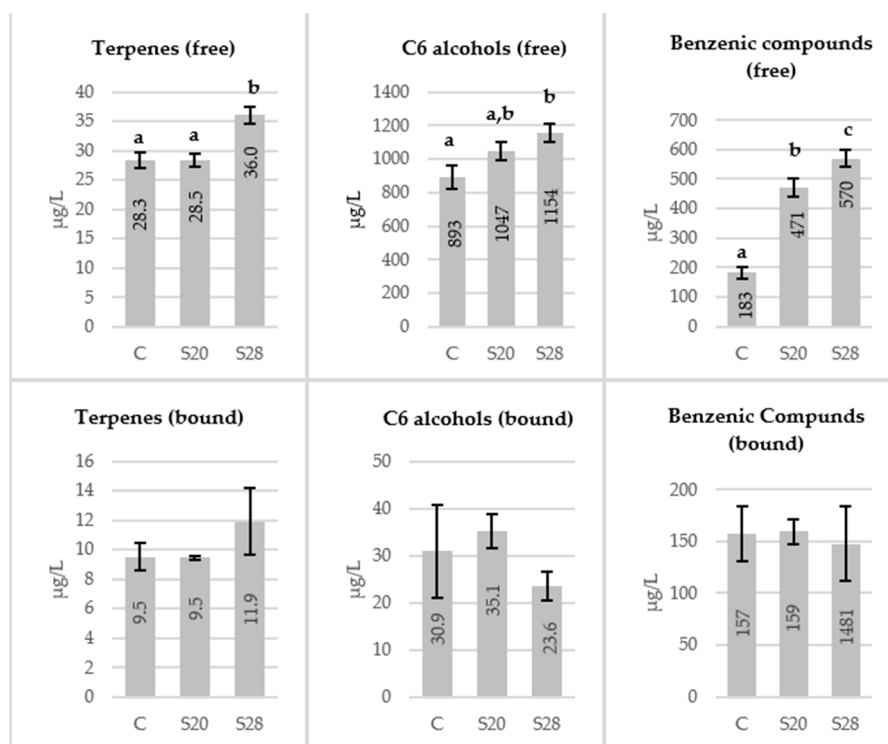 Terpenes (free)
µg/L
40
35
30
25
20
15
10
5
0
a
a
b
28.3
28.5
36.0
C S20 S28
C6 alcohols (free)
µg/L
1400
1200
1000
800
600
400
200
0
a
a,b
b
893
1047
1154
C S20 S28
Benzenic compounds
(free)
µg/L
700
600
500
400
300
200
100
0
a
b
c
183
471
570
C S20 S28
Terpenes (bound)
µg/L
16
14
12
10
8
6
4
2
0
9.5
9.5
11.9
C S20 S28
C6 alcohols (bound)
µg/L
50
40
30
20
10
0
30.9
35.1
23.6
C S20 S28
Benzenic Compunds
(bound)
µg/L
200
150
100
50
0
157
159
1481
C S20 S28